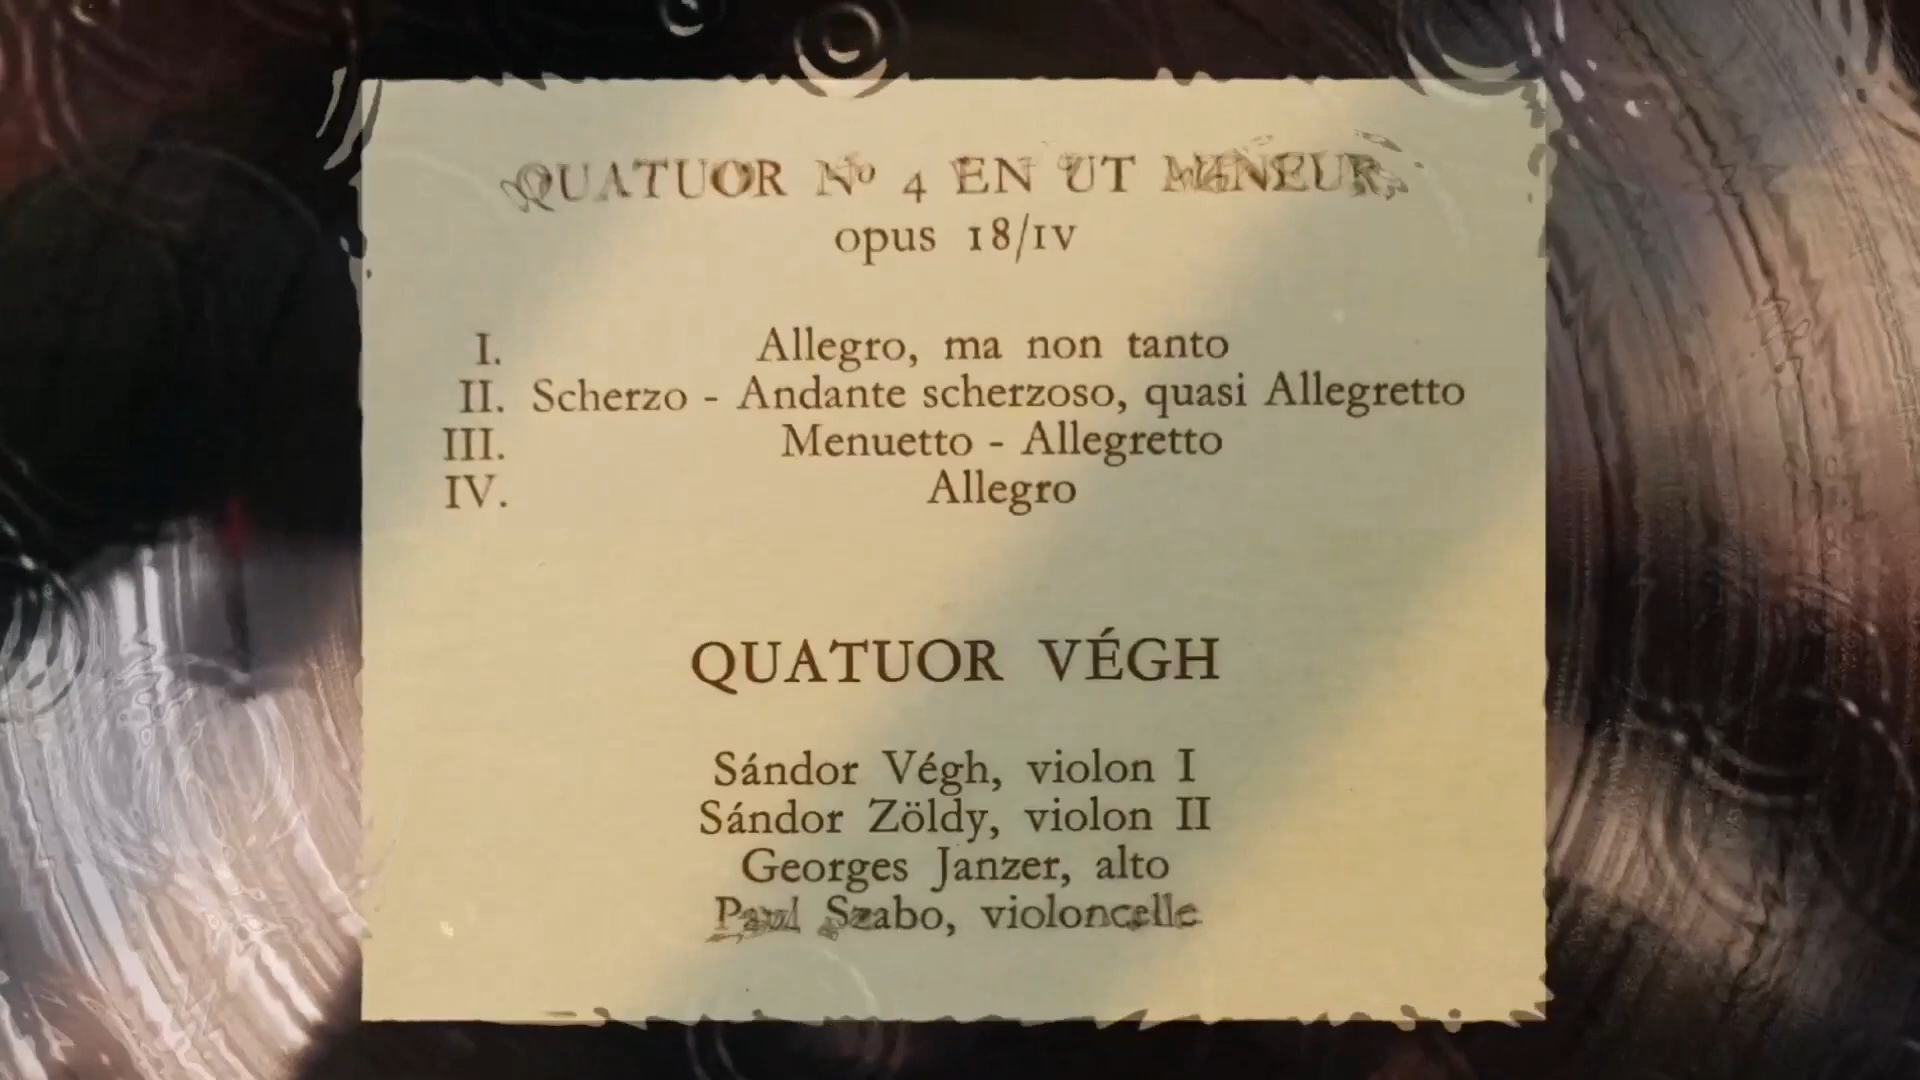 QUATUOR Nº 4 EN UT MINEUR
opus 18/IV
I. Allegro, ma non tanto
II. Scherzo - Andante scherzoso, quasi Allegretto
III. Menuetto - Allegretto
IV. Allegro
QUATUOR VÉGH
Sándor Végh, violon I
Sándor Zöldy, violon II
Georges Janzer, alto
Paul Szabo, violoncelle